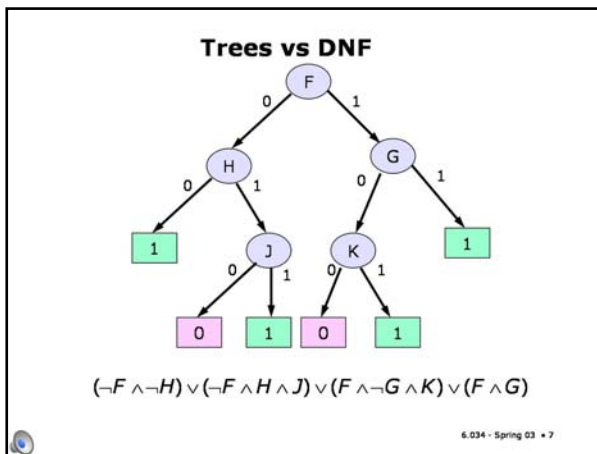 Trees vs DNF
F
0 1
H G
0 1 0 1
1 J K 1
0 1 0 1
0 1 0 1
(¬F ∧ ¬H) ∨ (¬F ∧ H ∧ J) ∨ (F ∧ ¬G ∧ K) ∨ (F ∧ G)
6.034 - Spring 03 • 7